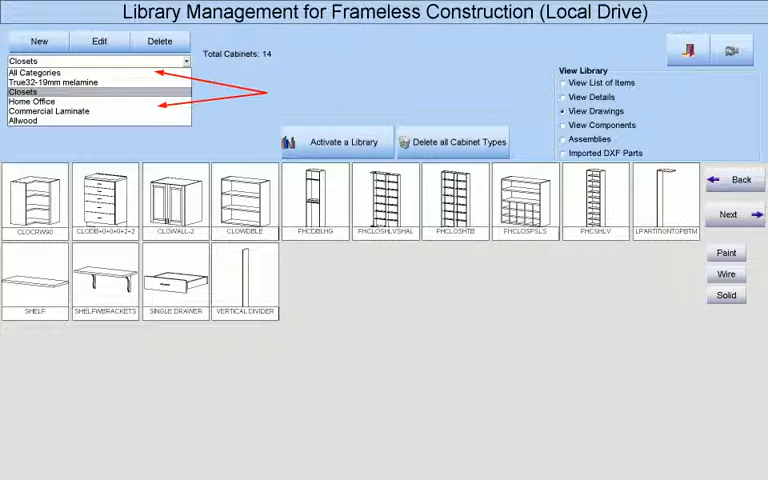 Library Management for Frameless Construction (Local Drive)
New
Edit
Delete
Total Cabinets: 14
Closets
All Categories
True32-19mm melamine
Closets
Home Office
Commercial Laminate
Allwood
View Library
View List of Items
View Details
View Drawings
View Components
Assemblies
Imported DXF Parts
Activate a Library
Delete all Cabinet Types
Back
Next
Paint
Wire
Solid
CLOCRW90
CLODB+0+0+0+2+2
CLOWALL-2
CLOWDBLE
FHCDBLHG
FHCLOSHLVSHAL
FHCLOSHTB
FHCLOSPSLS
FHCSHLV
LPARTITIONTOPBTM
SHELF
SHELFWBRACKETS
SINGLE DRAWER
VERTICAL DIVIDER